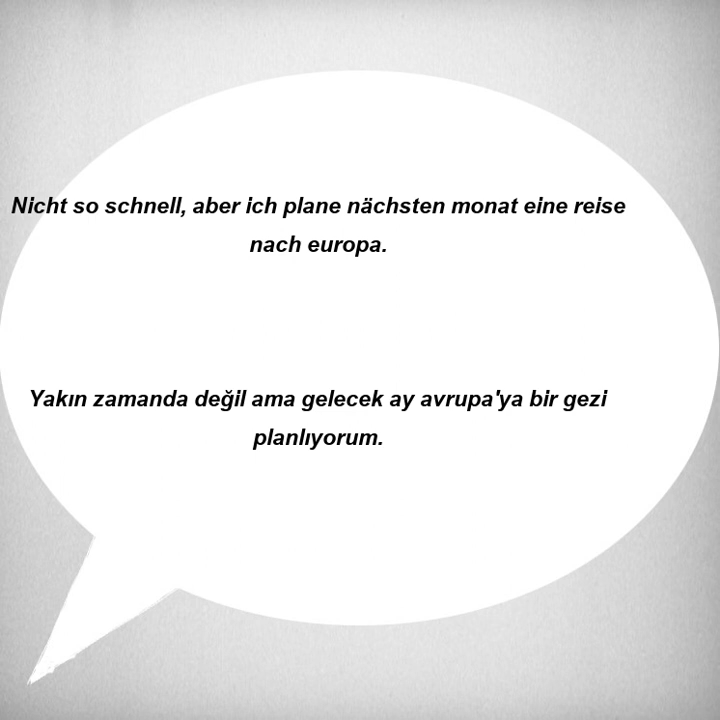 Nicht so schnell, aber ich plane nächsten monat eine reise
nach europa.
Yakın zamanda değil ama gelecek ay avrupa'ya bir gezi
planlıyorum.